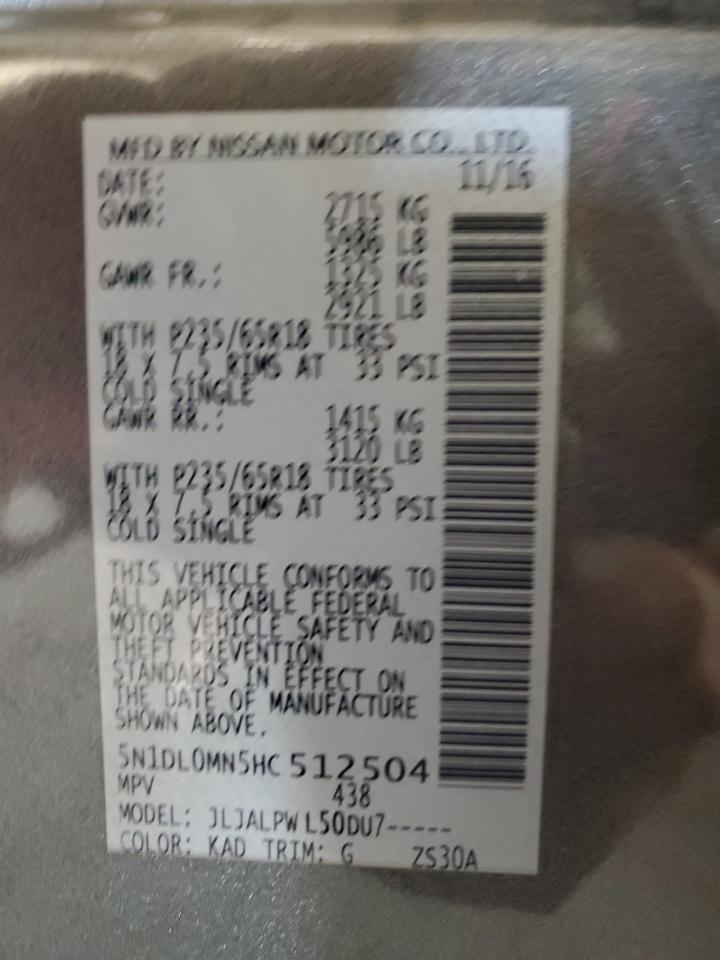 MFD BY NISSAN MOTOR CO., LTD.
DATE: 11/16
GVWR: 2715 KG
5986 LB
GAWR FR.: 1325 KG
2921 LB
WITH P235/65R18 TIRES
18 X 7.5 RIMS AT 33 PSI
COLD SINGLE
GAWR RR.: 1415 KG
3120 LB
WITH P235/65R18 TIRES
18 X 7.5 RIMS AT 33 PSI
COLD SINGLE
THIS VEHICLE CONFORMS TO
ALL APPLICABLE FEDERAL
MOTOR VEHICLE SAFETY AND
THEFT PREVENTION
STANDARDS IN EFFECT ON
THE DATE OF MANUFACTURE
SHOWN ABOVE.
5N1DL0MN5HC 512504
MPV 438
MODEL: JLJALPW L50DU7-----
COLOR: KAD TRIM: G ZS30A